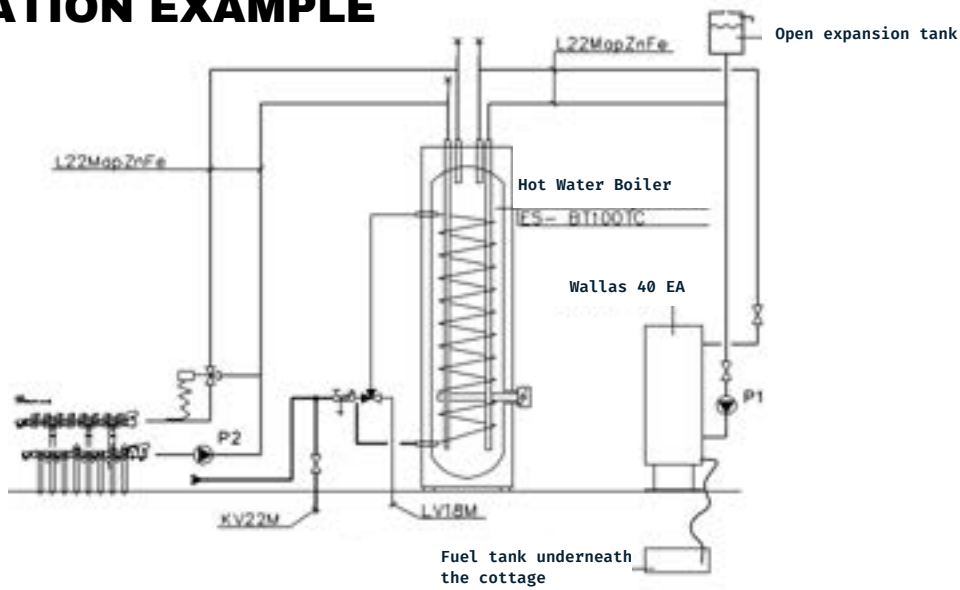 ATION EXAMPLE
Open expansion tank
L22MapZnFe
L22MapZnFe
Hot Water Boiler
ES- BT100TC
Wallas 40 EA
P1
P2
KV22M
LV18M
Fuel tank underneath
the cottage